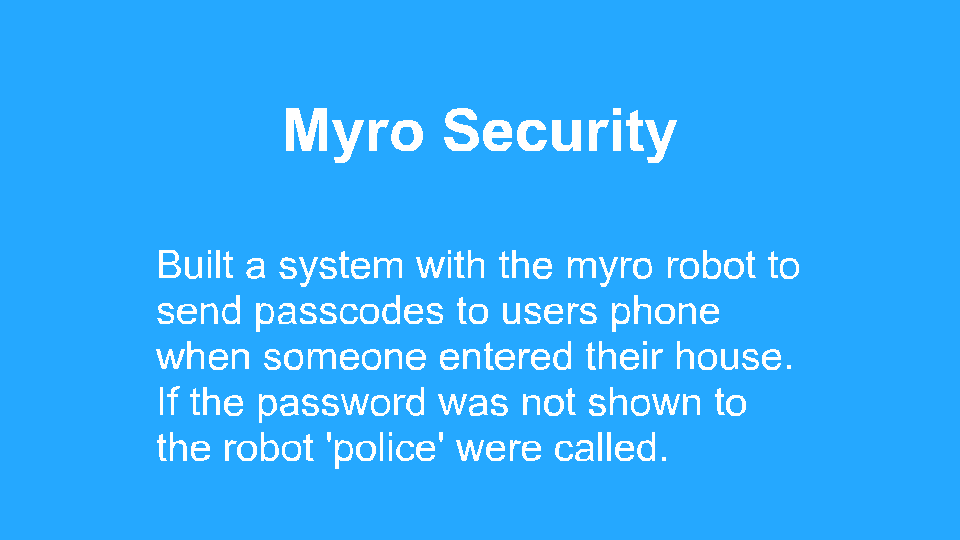 Myro Security
Built a system with the myro robot to
send passcodes to users phone
when someone entered their house.
If the password was not shown to
the robot 'police' were called.